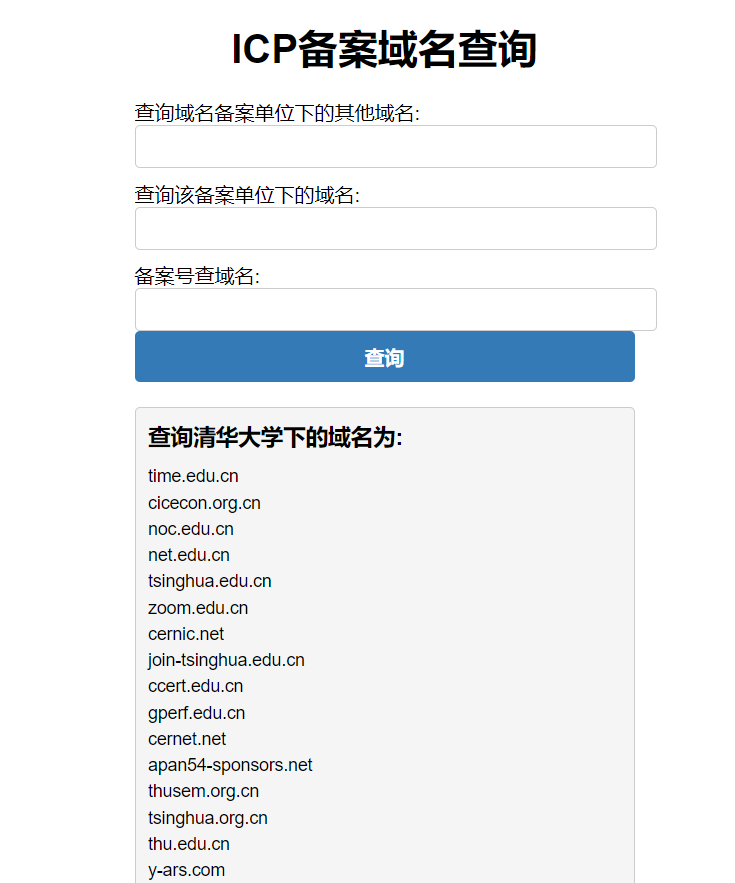 ICP备案域名查询
查询域名备案单位下的其他域名:
查询该备案单位下的域名:
备案号查域名:
查询
查询清华大学下的域名为:
time.edu.cn
cicecon.org.cn
noc.edu.cn
net.edu.cn
tsinghua.edu.cn
zoom.edu.cn
cernic.net
join-tsinghua.edu.cn
ccert.edu.cn
gperf.edu.cn
cernet.net
apan54-sponsors.net
thusem.org.cn
tsinghua.org.cn
thu.edu.cn
y-ars.com